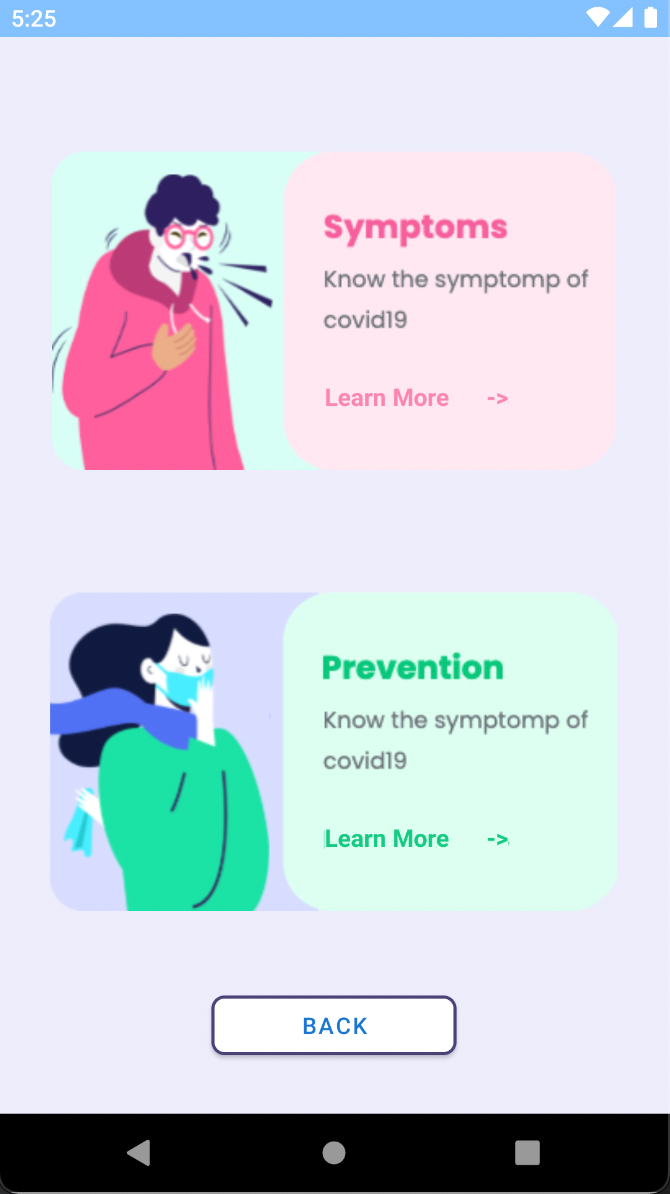 5:25
Symptoms
Know the symptomp of
covid19
Learn More ->
Prevention
Know the symptomp of
covid19
Learn More ->
BACK